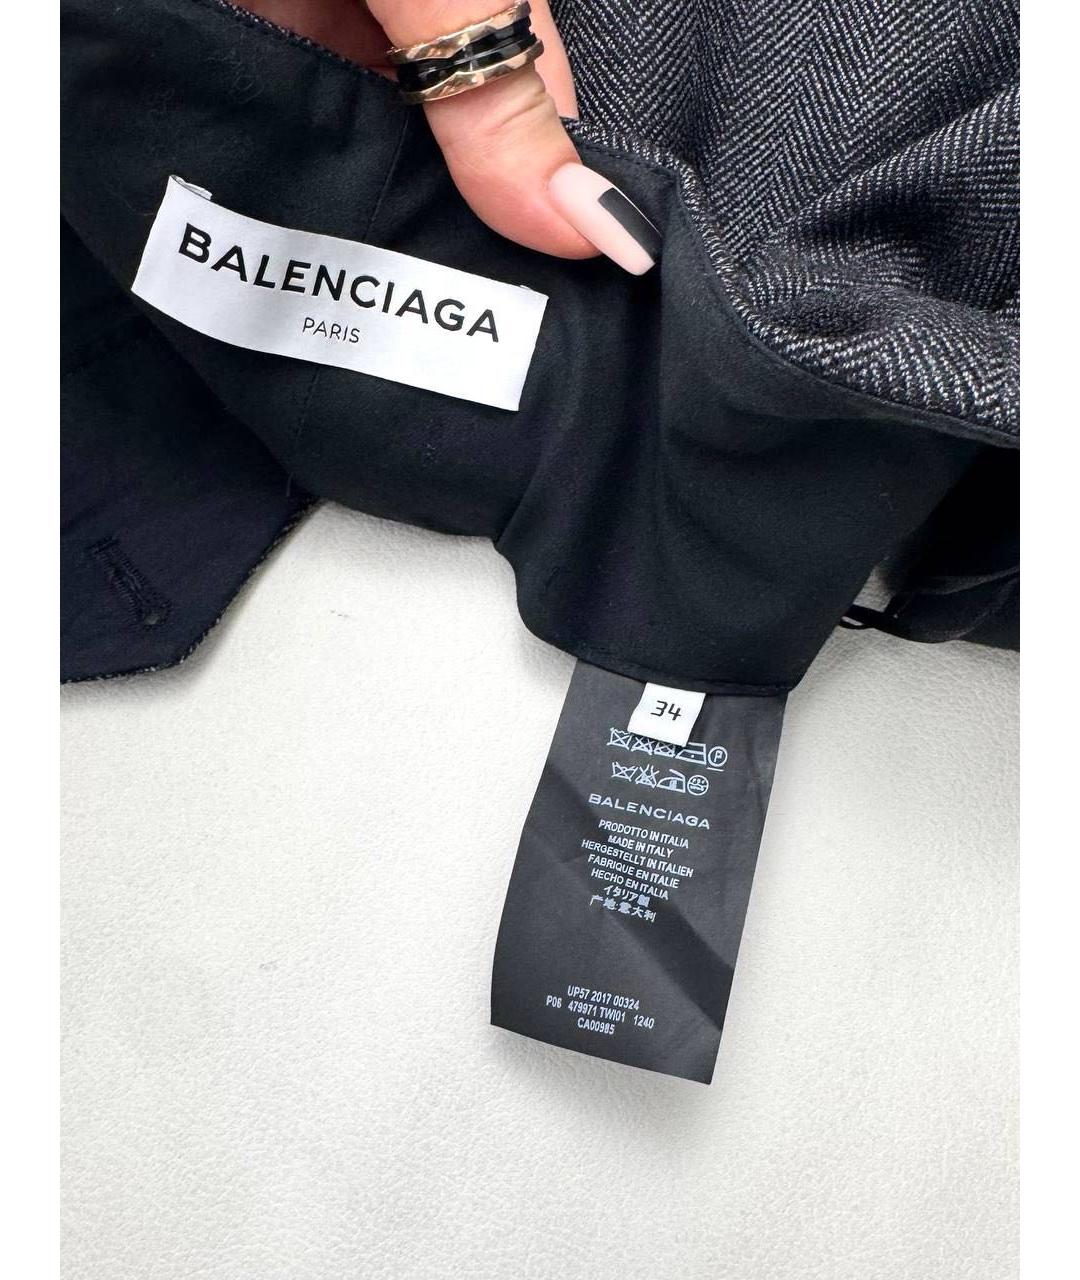 BALENCIAGA
PARIS
34
BALENCIAGA
PRODOTTO IN ITALIA
MADE IN ITALY
HERGESTELLT IN ITALIEN
FABRIQUE EN ITALIE
HECHO EN ITALIA
イタリア製
产地:意大利
UP57 2017 00324
P06 479971 TWI01 1240
CA00985